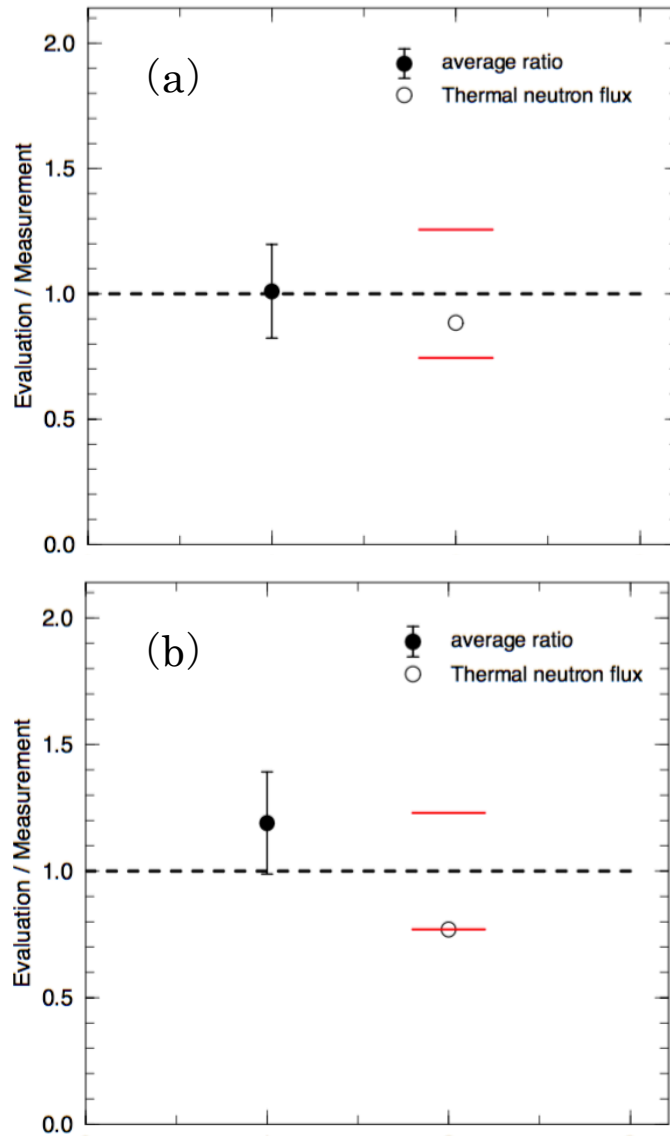 (a)
average ratio
Thermal neutron flux
Evaluation / Measurement
2.0
1.5
1.0
0.5
0.0
(b)
average ratio
Thermal neutron flux
Evaluation / Measurement
2.0
1.5
1.0
0.5
0.0